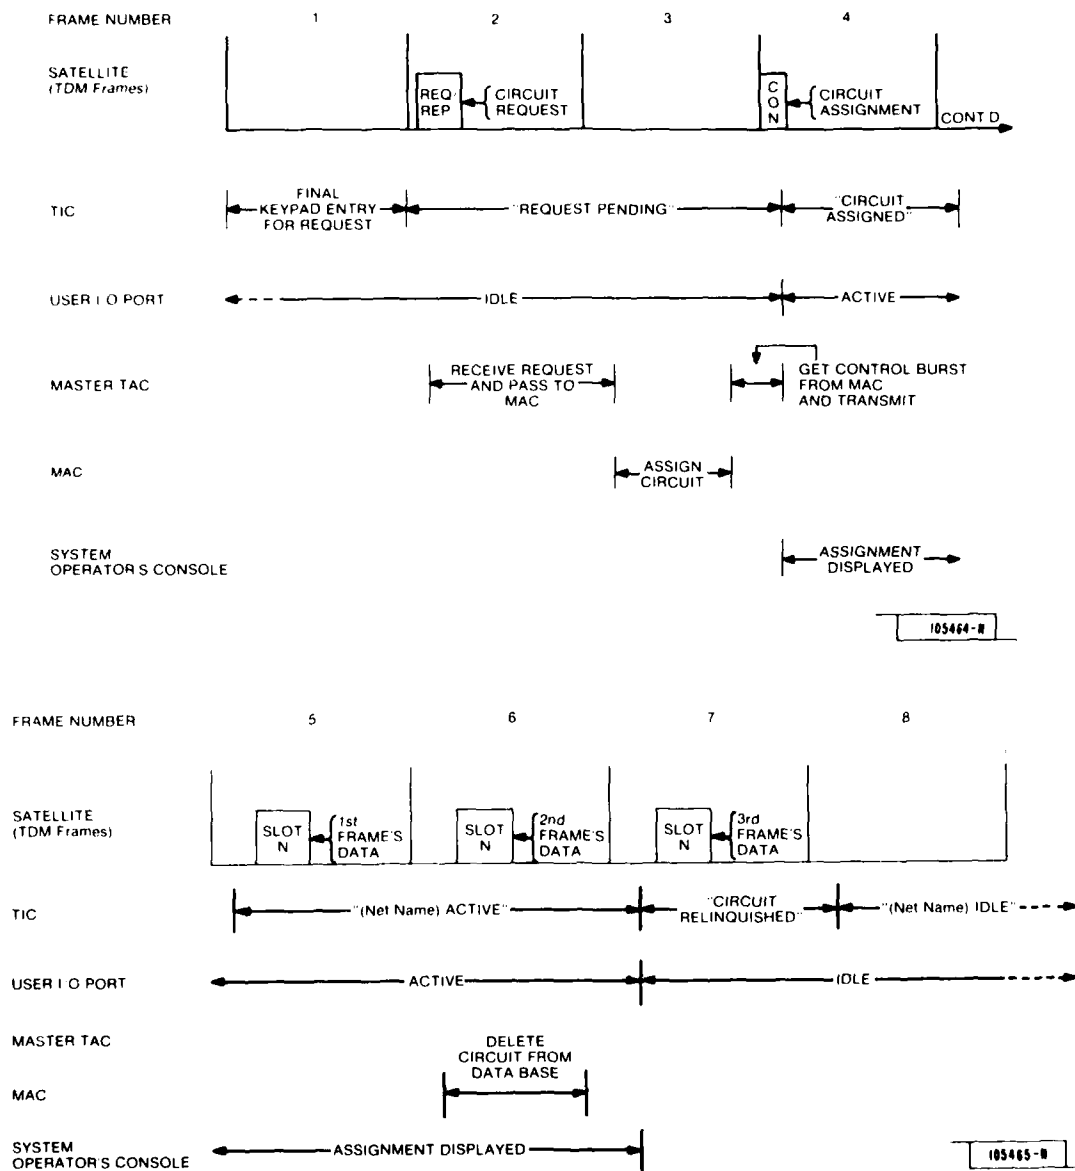 FRAME NUMBER 1 2 3 4
SATELLITE
(TDM Frames)
REQ
REP
CIRCUIT
REQUEST
C
O
N
CIRCUIT
ASSIGNMENT
CONT D
TIC
FINAL
KEYPAD ENTRY
FOR REQUEST
"REQUEST PENDING"
"CIRCUIT
ASSIGNED"
USER I O PORT
IDLE
ACTIVE
MASTER TAC
RECEIVE REQUEST
AND PASS TO
MAC
GET CONTROL BURST
FROM MAC
AND TRANSMIT
MAC
ASSIGN
CIRCUIT
SYSTEM
OPERATOR S CONSOLE
ASSIGNMENT
DISPLAYED
105464-N
FRAME NUMBER 5 6 7 8
SATELLITE
(TDM Frames)
SLOT
N
1st
FRAME'S
DATA
SLOT
N
2nd
FRAME'S
DATA
SLOT
N
3rd
FRAME'S
DATA
TIC
"(Net Name) ACTIVE"
"CIRCUIT
RELINQUISHED"
"(Net Name) IDLE"
USER I O PORT
ACTIVE
IDLE
MASTER TAC
MAC
DELETE
CIRCUIT FROM
DATA BASE
SYSTEM
OPERATOR'S CONSOLE
ASSIGNMENT DISPLAYED
105465-N